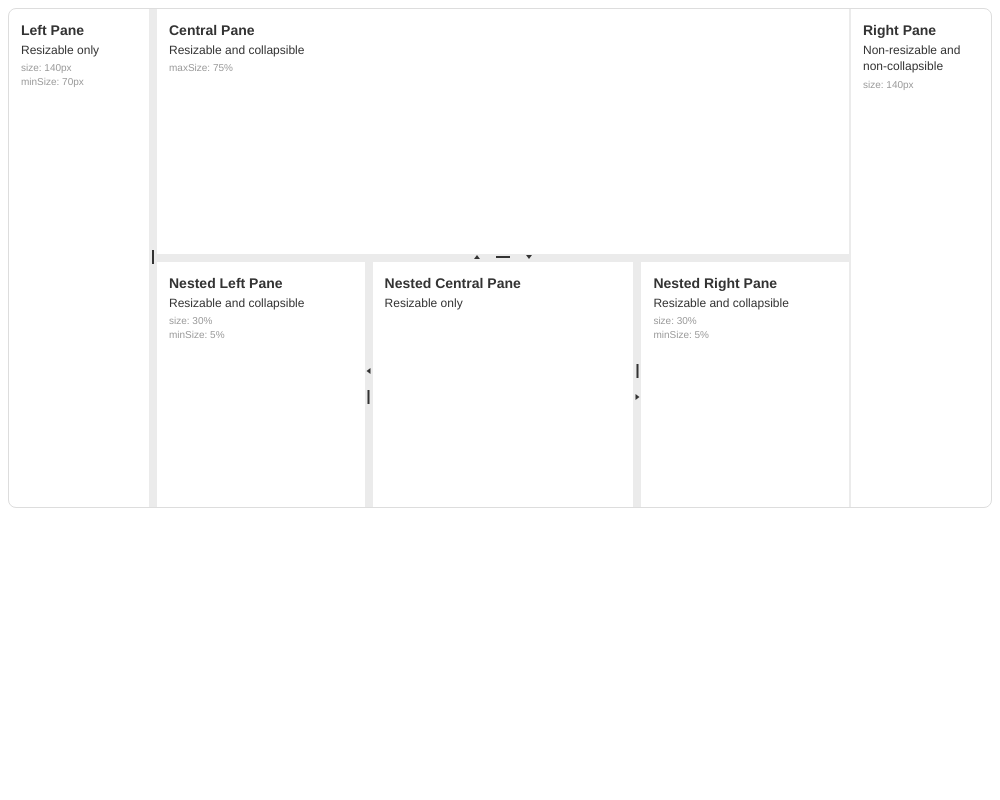 Left Pane
Resizable only
size: 140px
minSize: 70px
Central Pane
Resizable and collapsible
maxSize: 75%
Nested Left Pane
Resizable and collapsible
size: 30%
minSize: 5%
Nested Central Pane
Resizable only
Nested Right Pane
Resizable and collapsible
size: 30%
minSize: 5%
Right Pane
Non-resizable and
non-collapsible
size: 140px